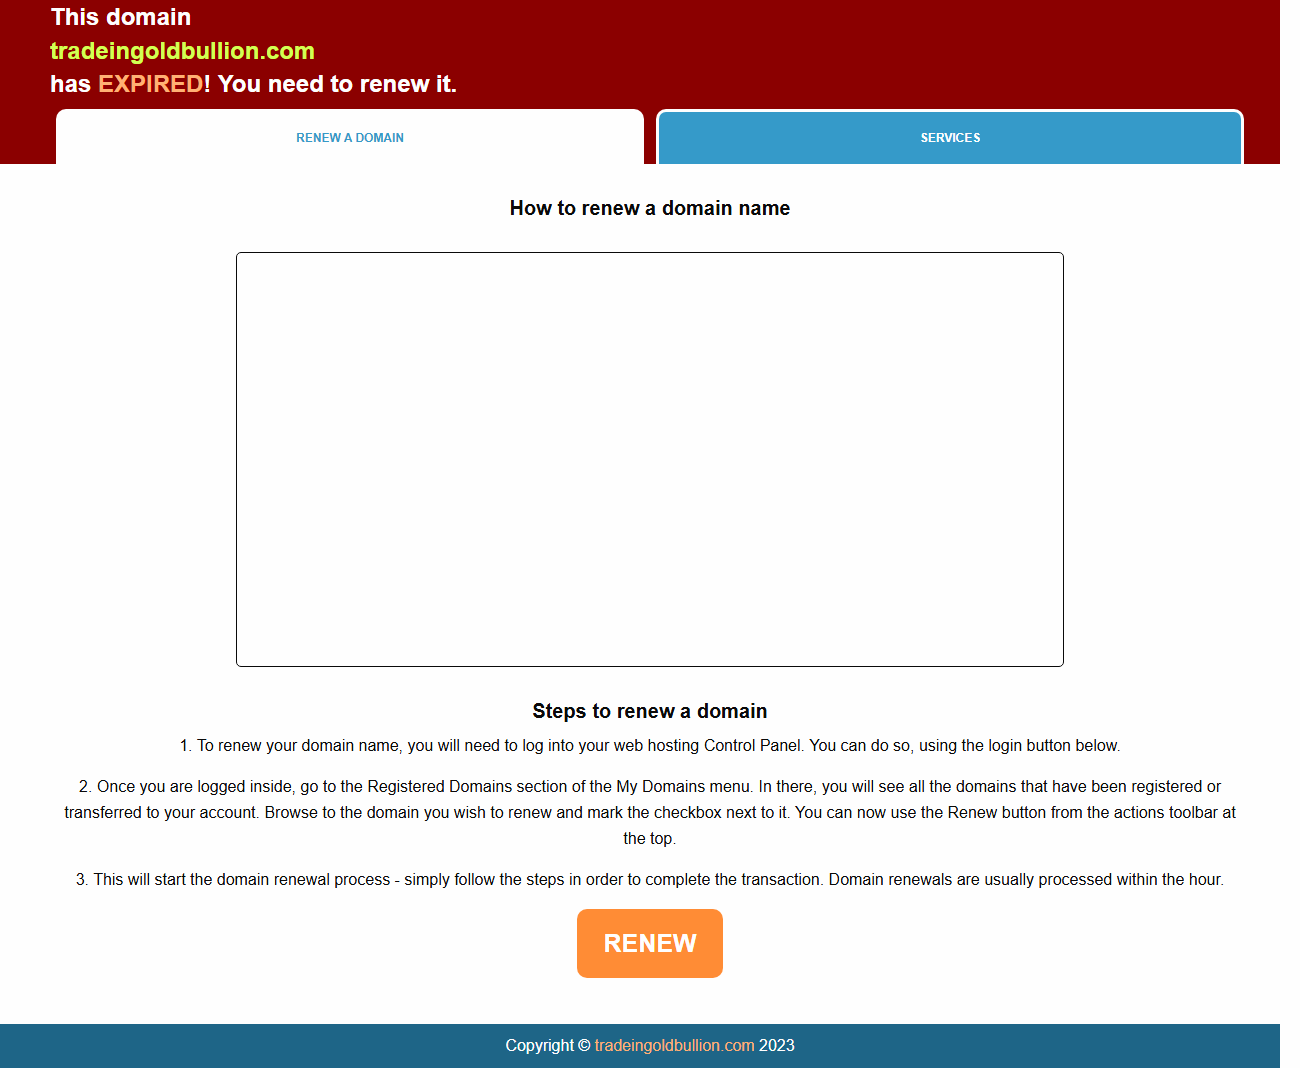 This domain
tradeingoldbullion.com
has EXPIRED! You need to renew it.
RENEW A DOMAIN
SERVICES
How to renew a domain name
Steps to renew a domain
1. To renew your domain name, you will need to log into your web hosting Control Panel. You can do so, using the login button below.
2. Once you are logged inside, go to the Registered Domains section of the My Domains menu. In there, you will see all the domains that have been registered or
transferred to your account. Browse to the domain you wish to renew and mark the checkbox next to it. You can now use the Renew button from the actions toolbar at
the top.
3. This will start the domain renewal process - simply follow the steps in order to complete the transaction. Domain renewals are usually processed within the hour.
RENEW
Copyright © tradeingoldbullion.com 2023